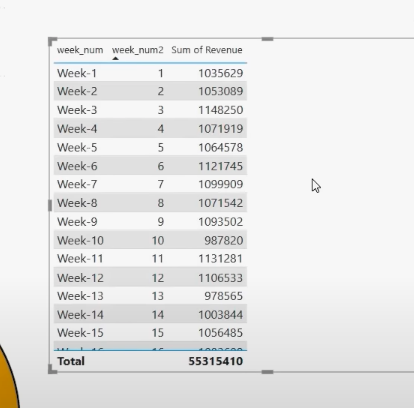 week_num week_num2 Sum of Revenue
Week-1 1 1035629
Week-2 2 1053089
Week-3 3 1148250
Week-4 4 1071919
Week-5 5 1064578
Week-6 6 1121745
Week-7 7 1099909
Week-8 8 1071542
Week-9 9 1093502
Week-10 10 987820
Week-11 11 1131281
Week-12 12 1106533
Week-13 13 978565
Week-14 14 1003844
Week-15 15 1056485
Total 55315410